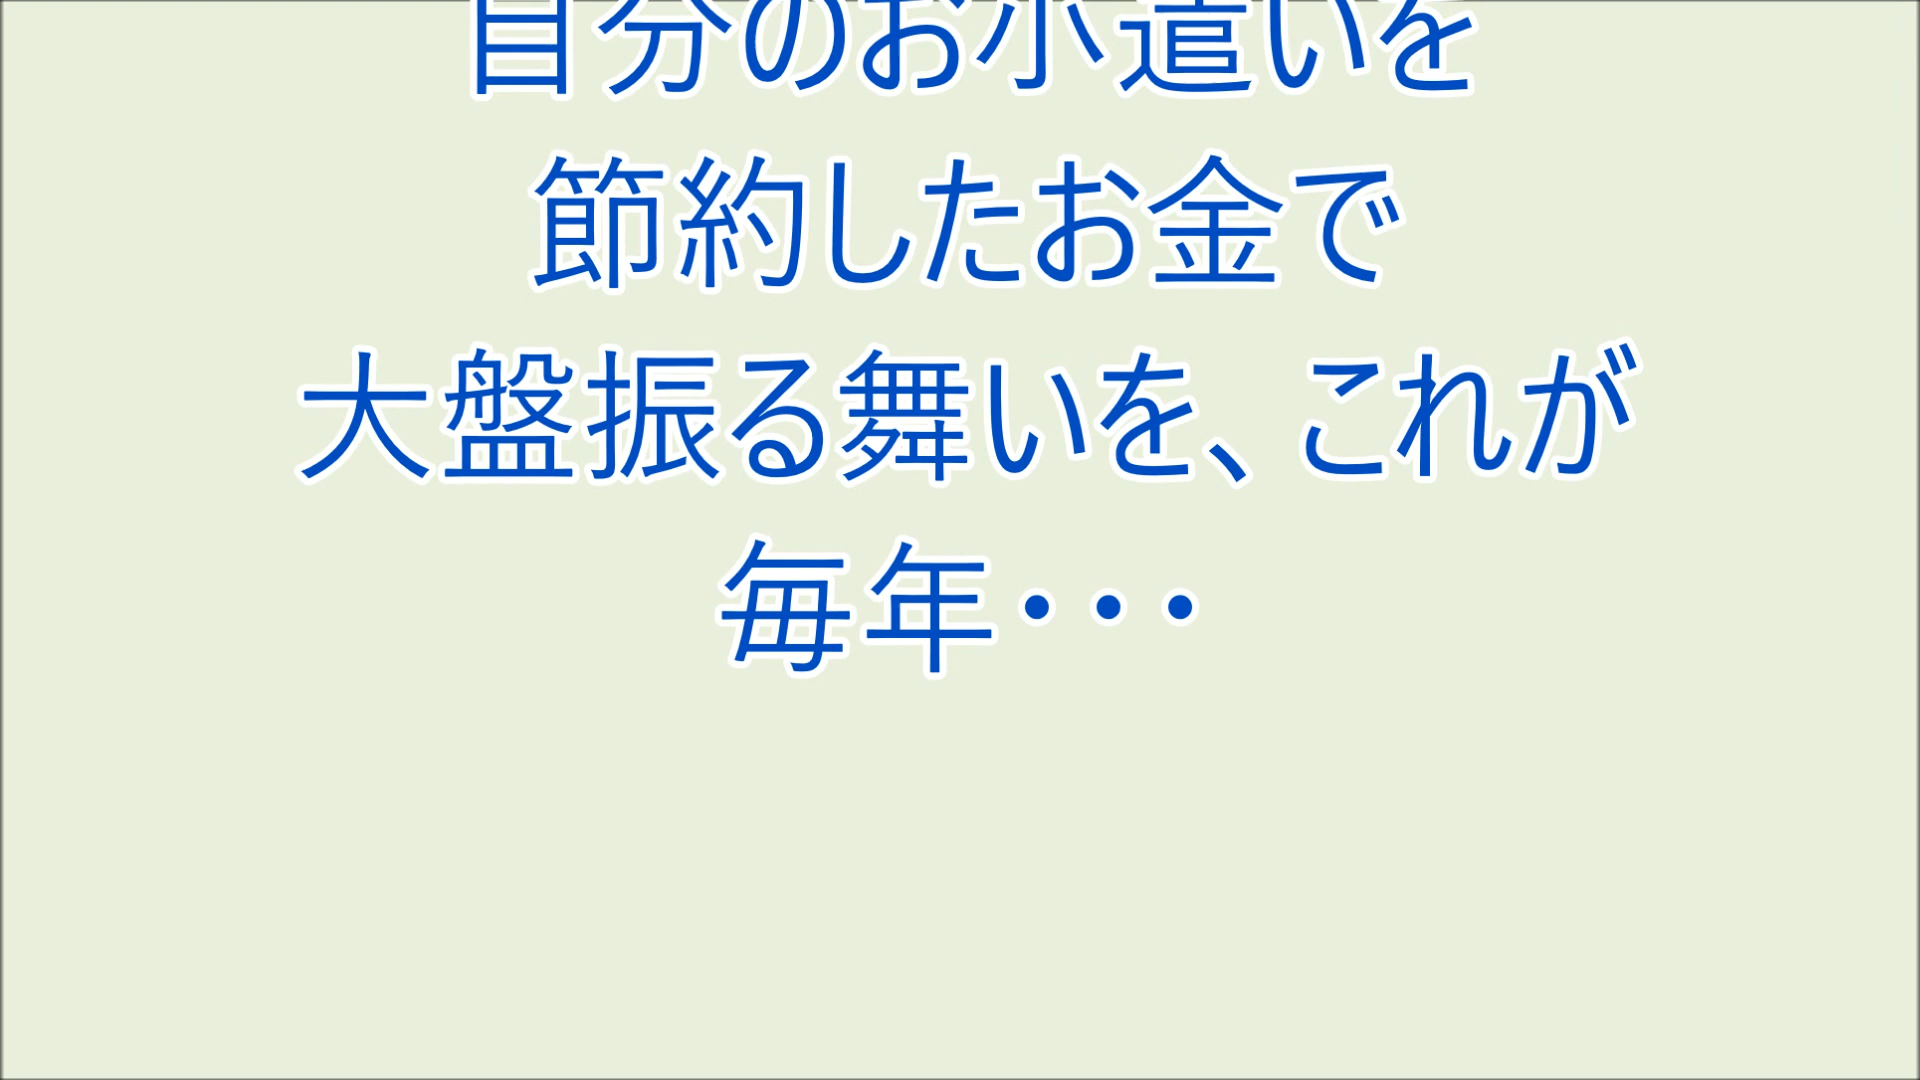 自分のお小遣いを
節約したお金で
大盤振る舞いを、これが
毎年・・・